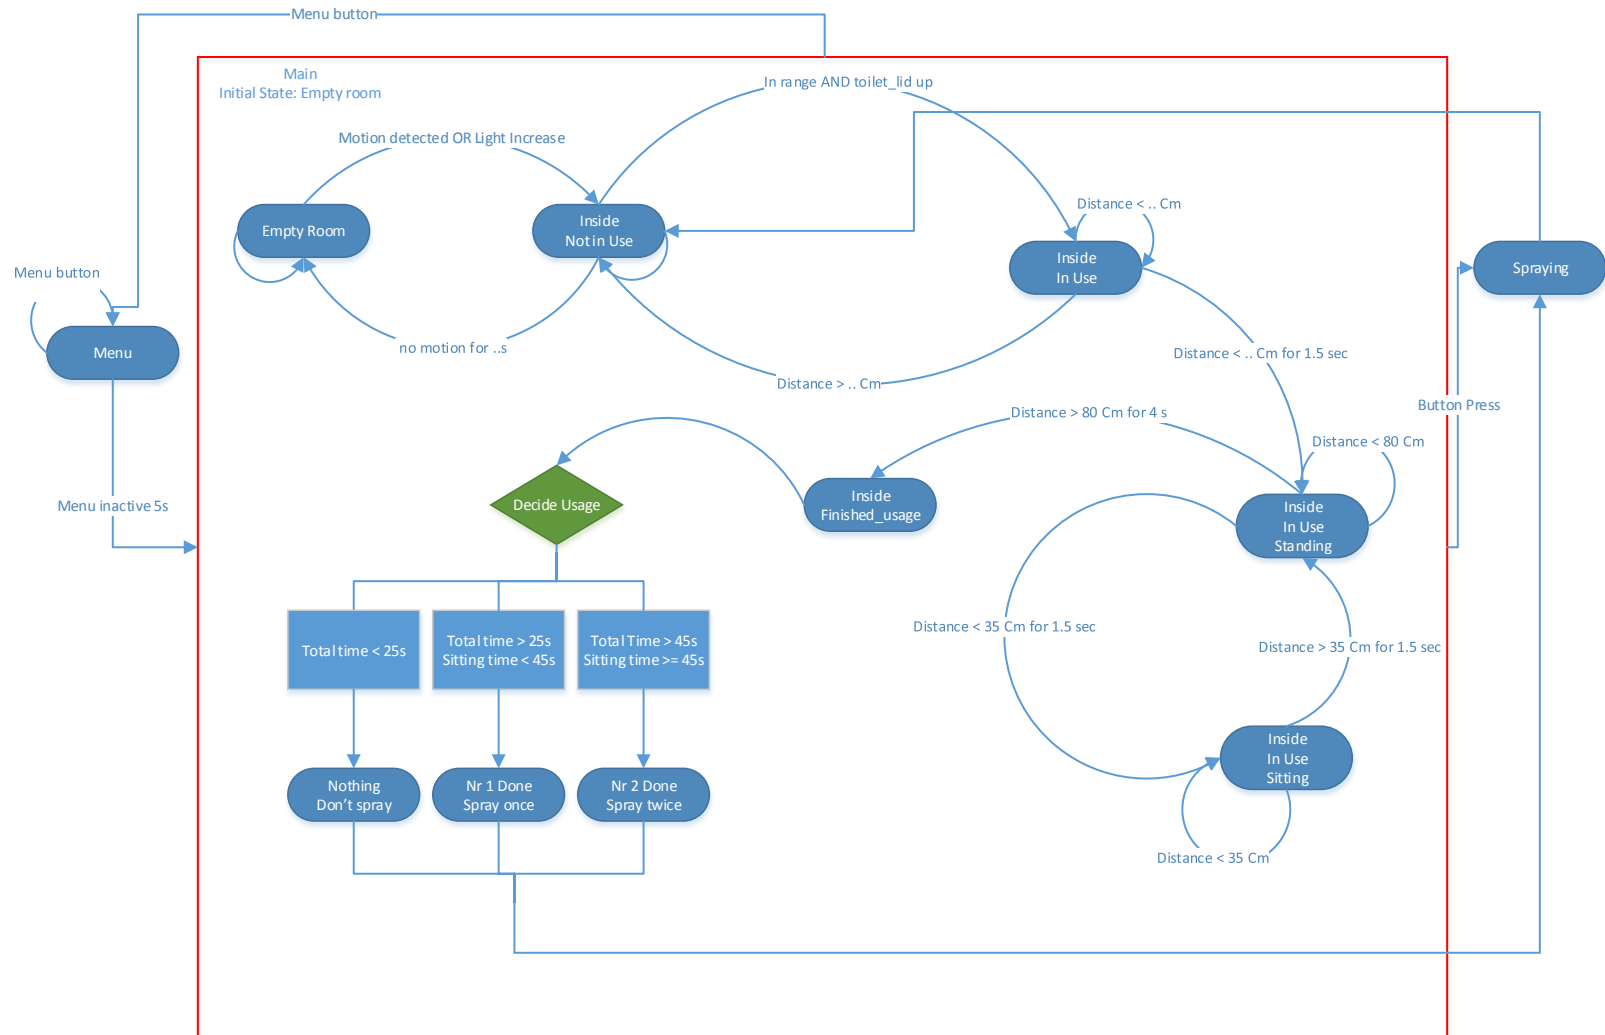 Menu button
Main
Initial State: Empty room
In range AND toilet_lid up
Motion detected OR Light Increase
Distance < .. Cm
Empty Room
Inside
Not in Use
Inside
In Use
Spraying
Menu button
Menu
no motion for ..s
Distance < .. Cm for 1.5 sec
Distance > .. Cm
Button Press
Distance > 80 Cm for 4 s
Distance < 80 Cm
Menu inactive 5s
Decide Usage
Inside
Finished_usage
Inside
In Use
Standing
Distance < 35 Cm for 1.5 sec
Distance > 35 Cm for 1.5 sec
Total time < 25s
Total time > 25s
Sitting time < 45s
Total Time > 45s
Sitting time >= 45s
Inside
In Use
Sitting
Nothing
Don't spray
Nr 1 Done
Spray once
Nr 2 Done
Spray twice
Distance < 35 Cm